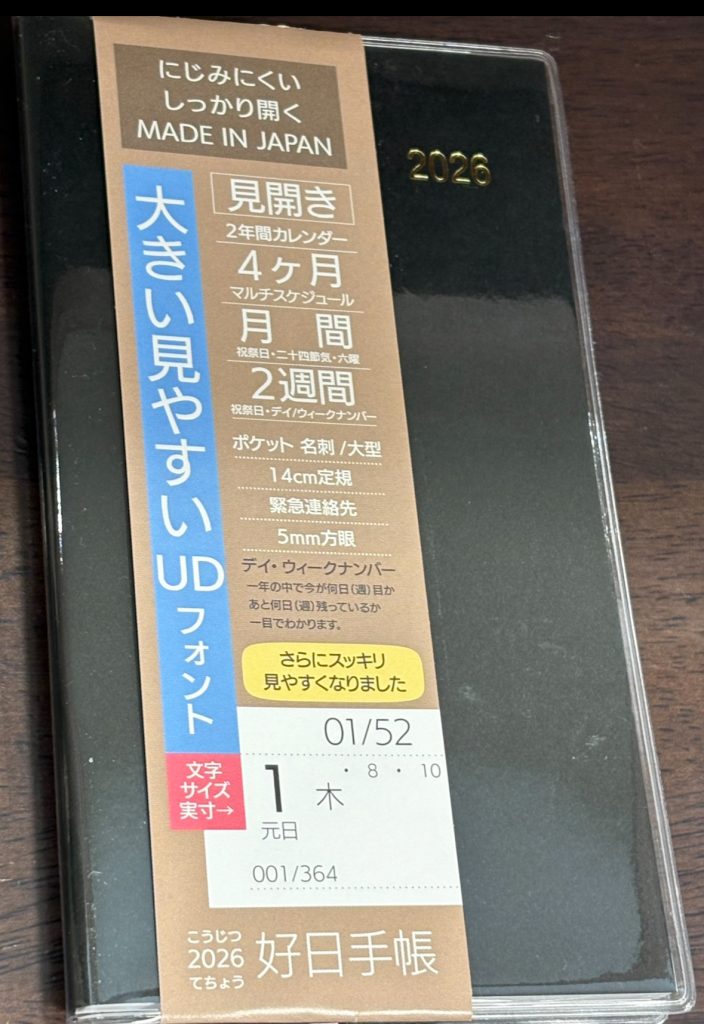 にじみにくい
しっかり開く
MADE IN JAPAN
2026
大きい見やすいUDフォント
見開き
2年間カレンダー
4ヶ月
マルチスケジュール
月間
祝祭日・二十四節気・六曜
2週間
祝祭日・デイ/ウィークナンバー
ポケット 名刺/大型
14cm定規
緊急連絡先
5mm方眼
デイ・ウィークナンバー
一年の中で今が何日(週)目か
あと何日(週)残っているか
一目でわかります。
さらにスッキリ
見やすくなりました
01/52
文字
サイズ
実寸→
1 木 ・ 8 ・ 10
元日
001/364
こうじつ
2026
てちょう
好日手帳